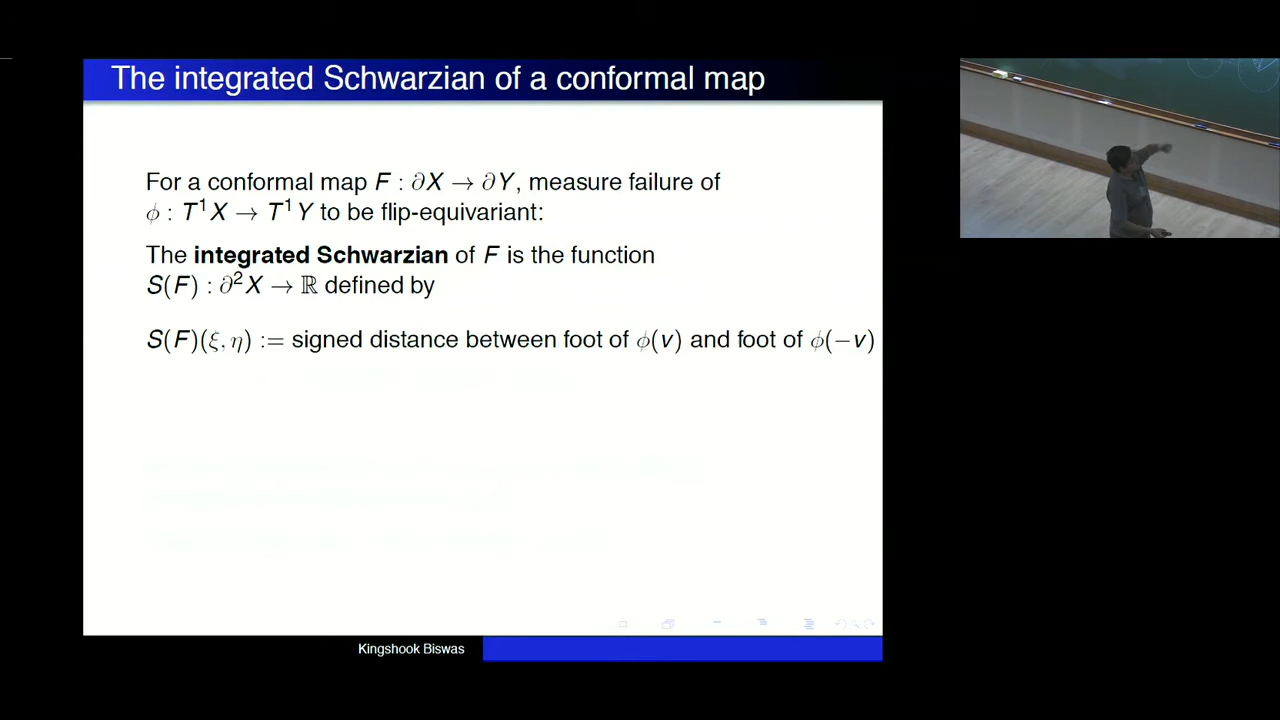 The integrated Schwarzian of a conformal map
For a conformal map F : ∂X → ∂Y, measure failure of
ϕ : T¹X → T¹Y to be flip-equivariant:
The integrated Schwarzian of F is the function
S(F) : ∂²X → ℝ defined by
S(F)(ξ, η) := signed distance between foot of ϕ(v) and foot of ϕ(−v)
Kingshook Biswas